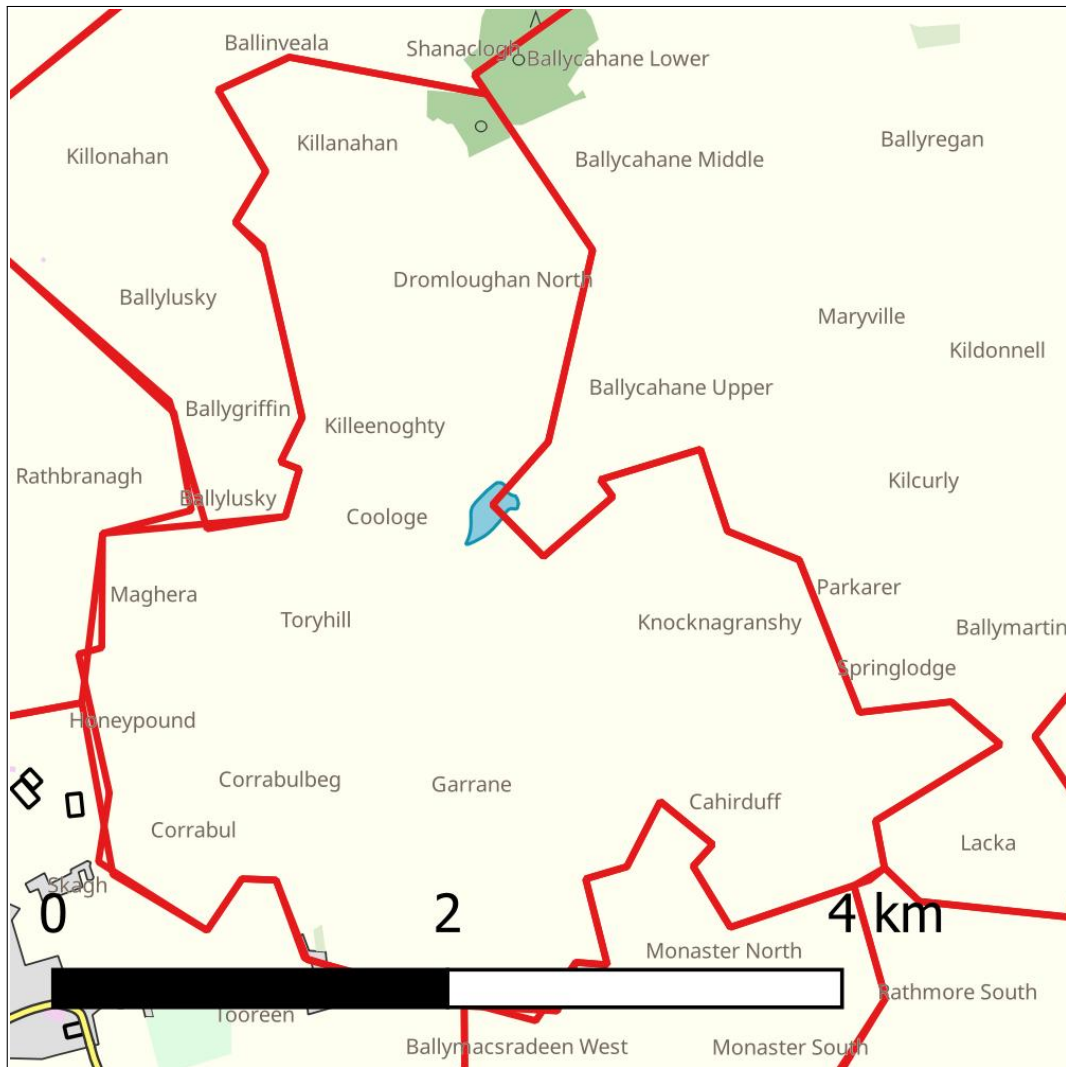 Ballinveala
Shanaclogh
Ballycahane Lower
Killonahan
Killanahan
Ballycahane Middle
Ballyregan
Dromloughan North
Ballylusky
Maryville
Kildonnell
Ballycahane Upper
Ballygriffin
Killeenoghty
Rathbranagh
Kilcurly
Ballylusky
Coologe
Maghera
Parkarer
Toryhill
Knocknagranshy
Ballymartin
Springlodge
Honeypound
Corrabulbeg
Garrane
Cahirduff
Corrabul
Lacka
Skagh
0 2 4 km
Monaster North
Rathmore South
Tooreen
Ballymacsradeen West
Monaster South